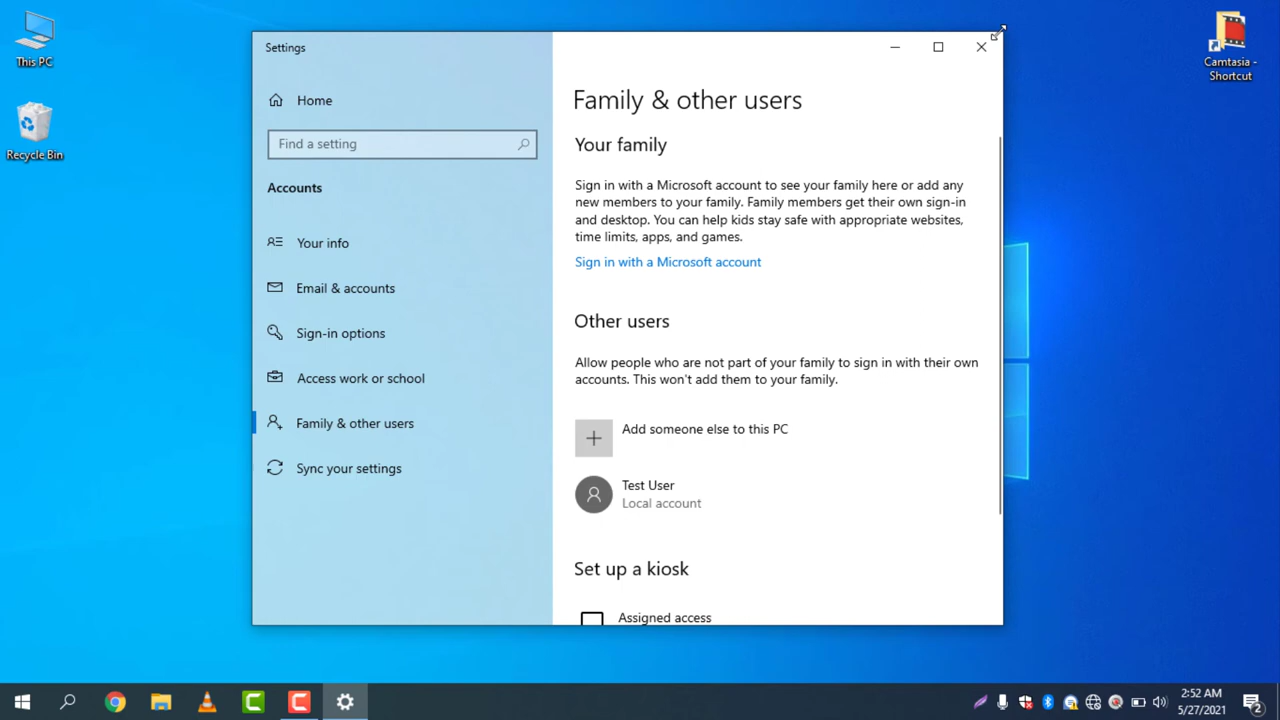 This PC
Recycle Bin
Camtasia -
Shortcut
Settings
Home
Find a setting
Accounts
Your info
Email & accounts
Sign-in options
Access work or school
Family & other users
Sync your settings
Family & other users
Your family
Sign in with a Microsoft account to see your family here or add any
new members to your family. Family members get their own sign-in
and desktop. You can help kids stay safe with appropriate websites,
time limits, apps, and games.
Sign in with a Microsoft account
Other users
Allow people who are not part of your family to sign in with their own
accounts. This won't add them to your family.
Add someone else to this PC
Test User
Local account
Set up a kiosk
Assigned access
2:52 AM
5/27/2021
2